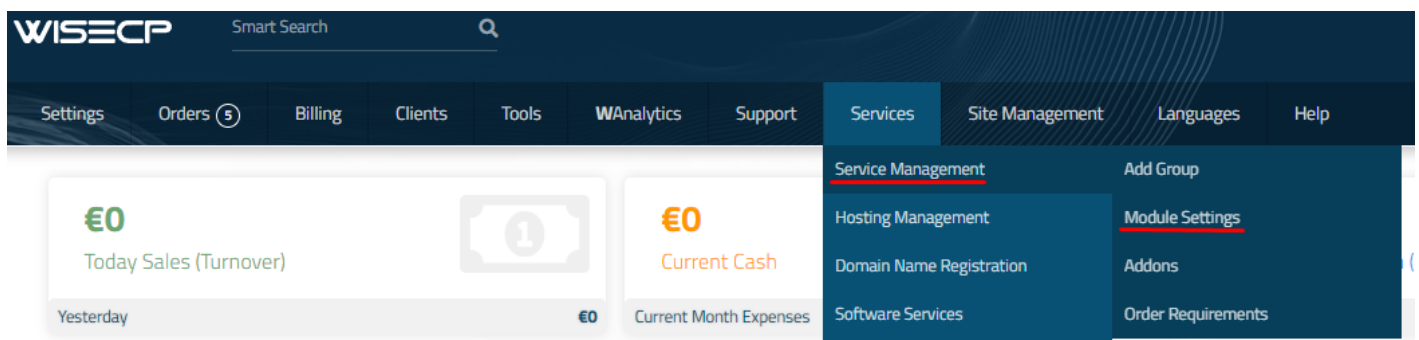 WISECP
Smart Search
Settings
Orders 5
Billing
Clients
Tools
WAnalytics
Support
Services
Site Management
Languages
Help
Service Management
Hosting Management
Domain Name Registration
Software Services
Add Group
Module Settings
Addons
Order Requirements
€0
Today Sales (Turnover)
1
Yesterday
€0
€0
Current Cash
Current Month Expenses